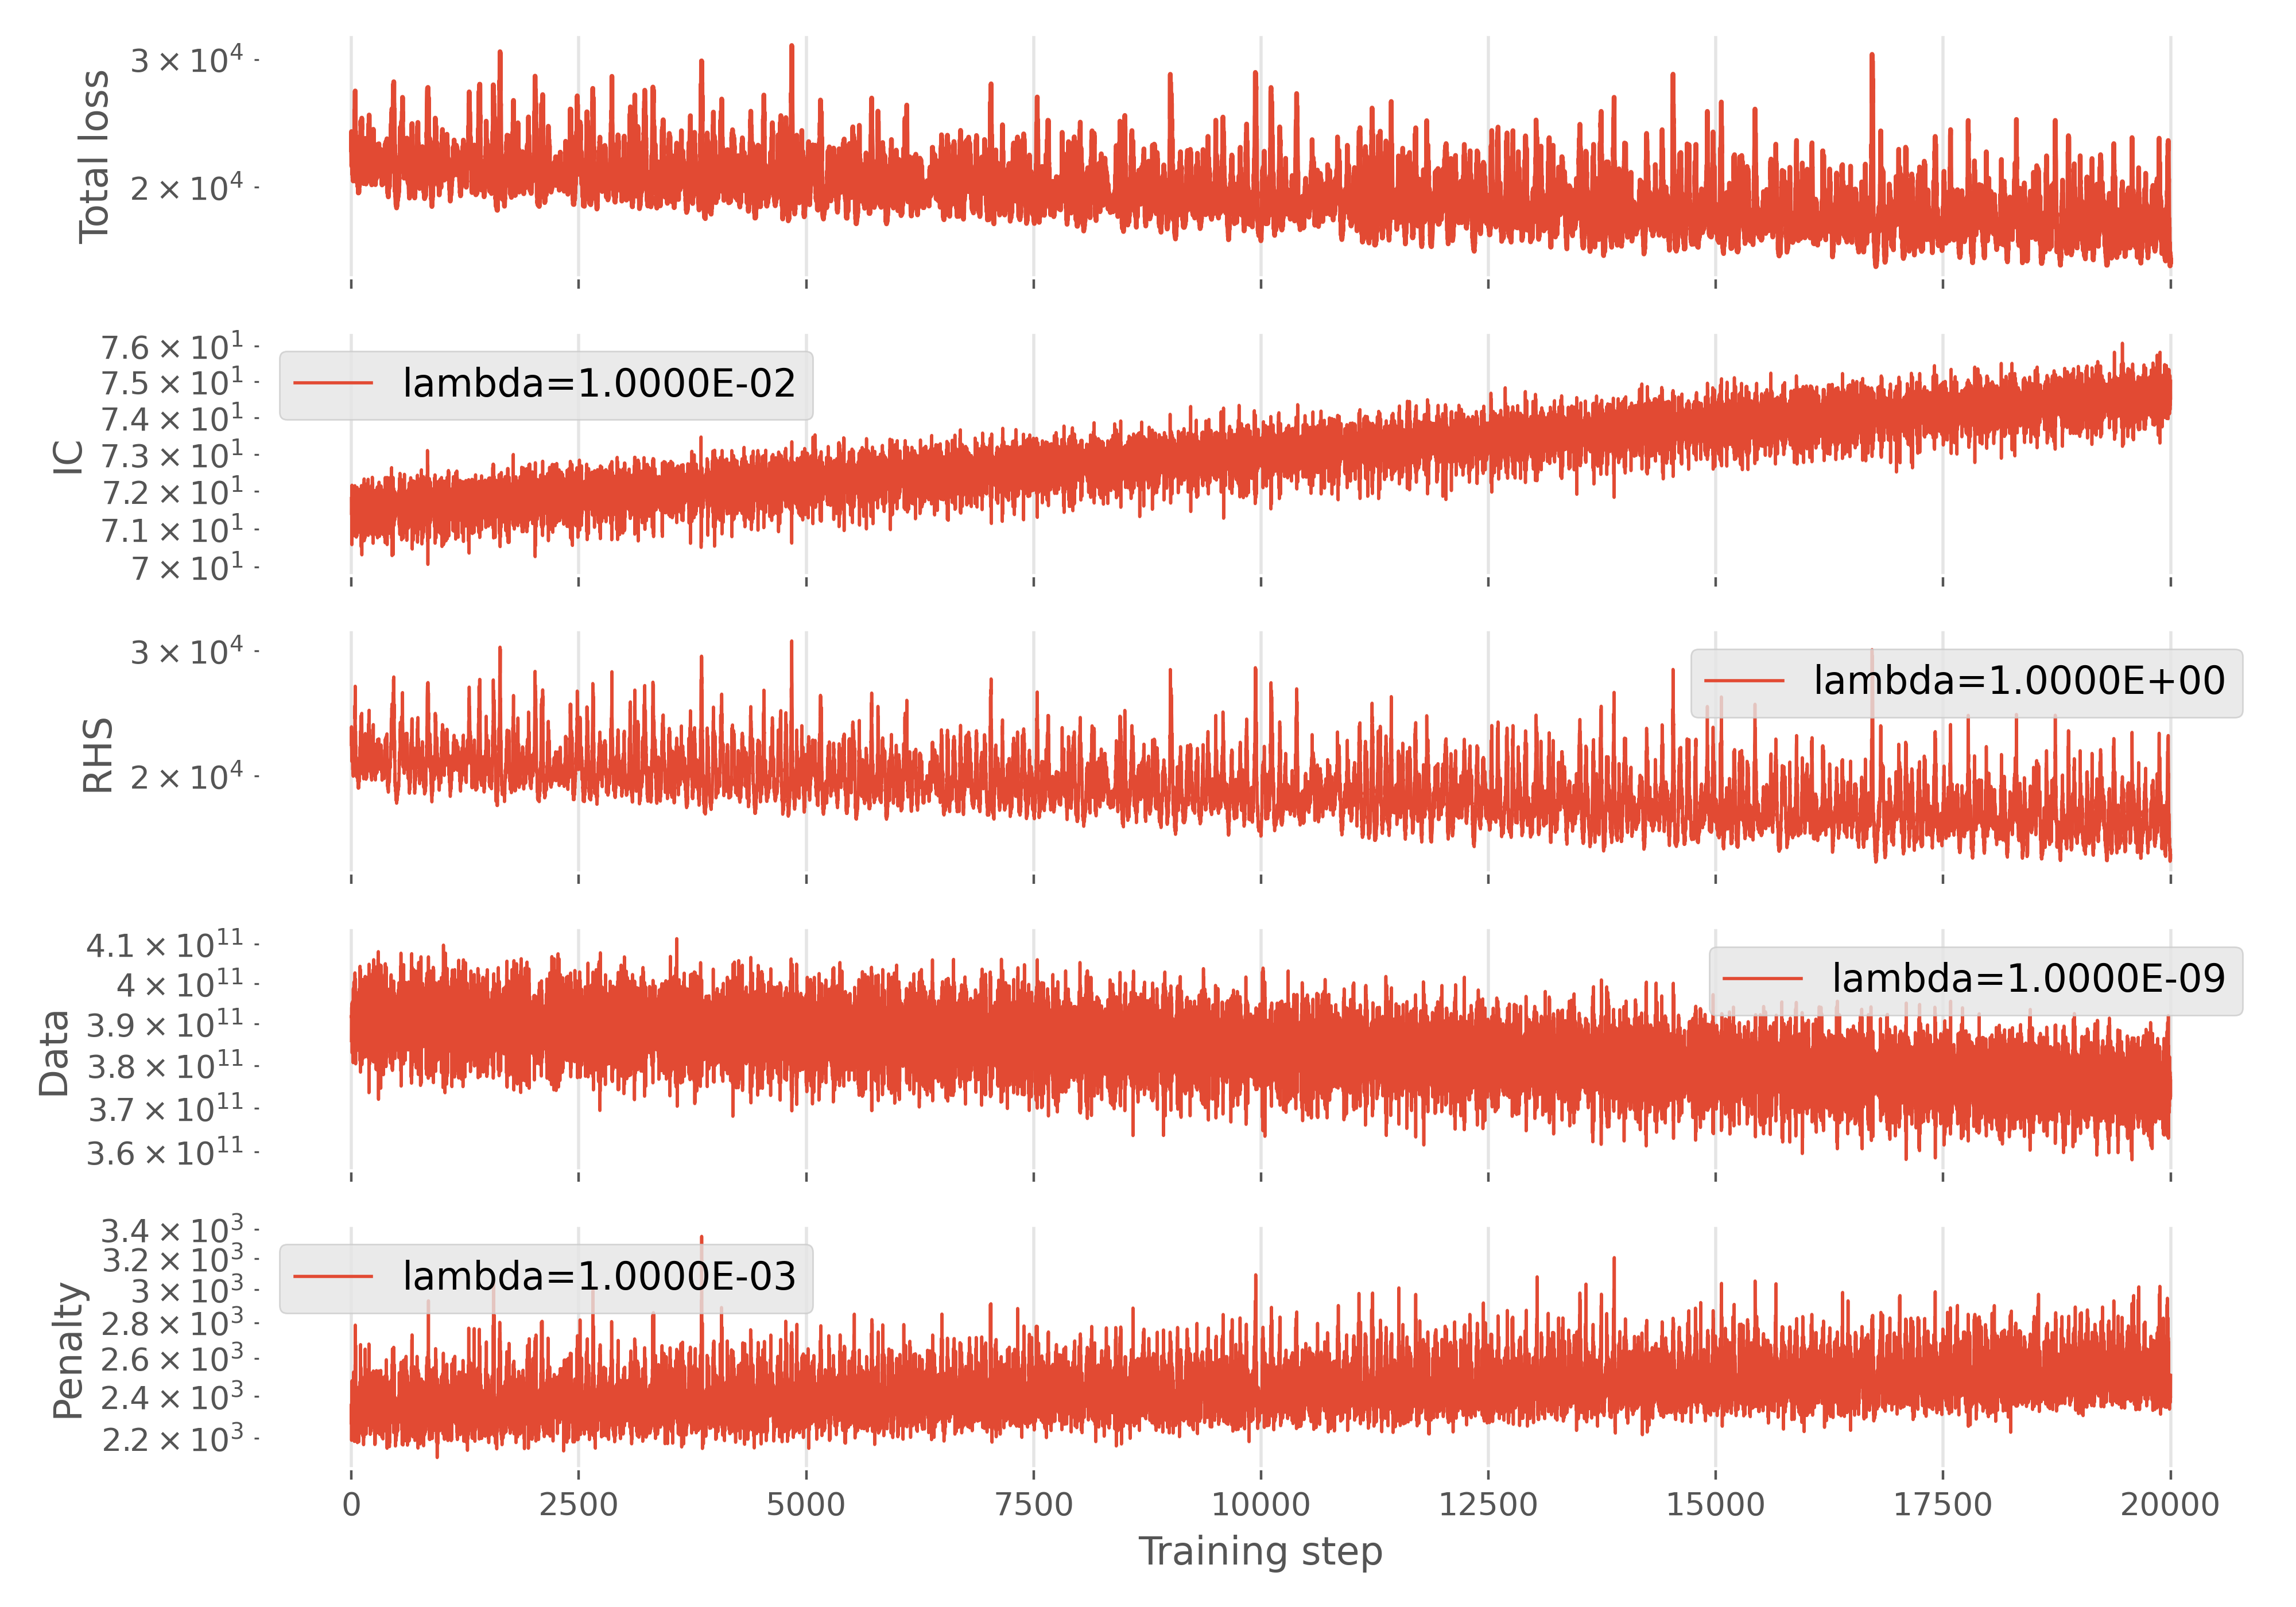 Total loss
3 × 10⁴
2 × 10⁴
IC
7.6 × 10¹
7.5 × 10¹
7.4 × 10¹
7.3 × 10¹
7.2 × 10¹
7.1 × 10¹
7 × 10¹
lambda=1.0000E-02
RHS
3 × 10⁴
2 × 10⁴
lambda=1.0000E+00
Data
4.1 × 10¹¹
4 × 10¹¹
3.9 × 10¹¹
3.8 × 10¹¹
3.7 × 10¹¹
3.6 × 10¹¹
lambda=1.0000E-09
Penalty
3.4 × 10³
3.2 × 10³
3 × 10³
2.8 × 10³
2.6 × 10³
2.4 × 10³
2.2 × 10³
lambda=1.0000E-03
0 2500 5000 7500 10000 12500 15000 17500 20000
Training step